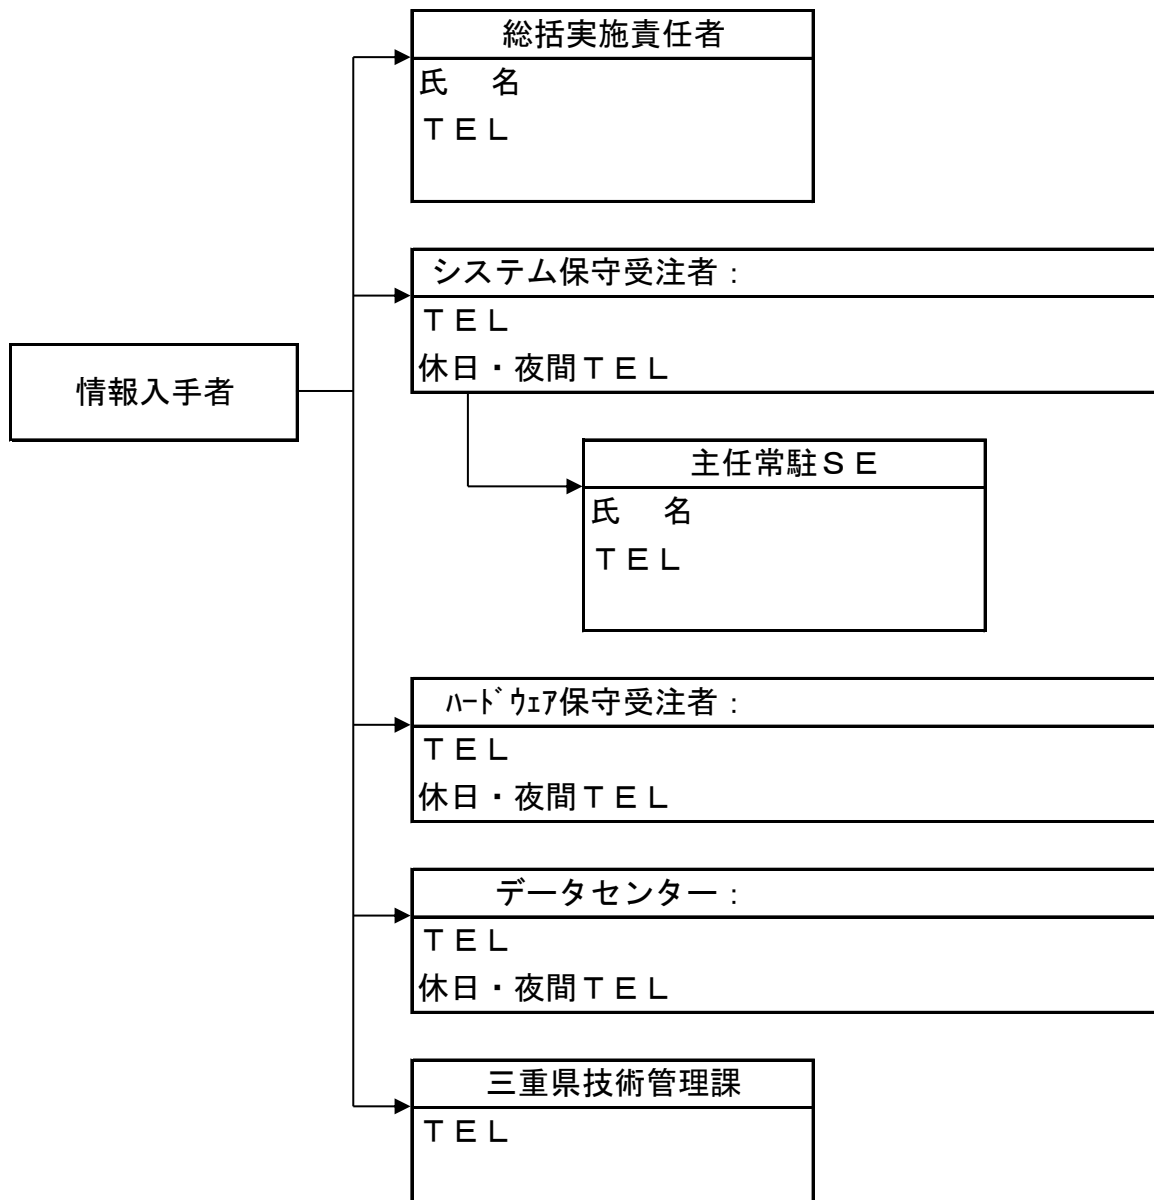 総括実施責任者
氏　名
ＴＥＬ
システム保守受注者：
ＴＥＬ
休日・夜間ＴＥＬ
情報入手者
主任常駐ＳＥ
氏　名
ＴＥＬ
ﾊｰﾄﾞｳｪｱ保守受注者：
ＴＥＬ
休日・夜間ＴＥＬ
データセンター：
ＴＥＬ
休日・夜間ＴＥＬ
三重県技術管理課
ＴＥＬ